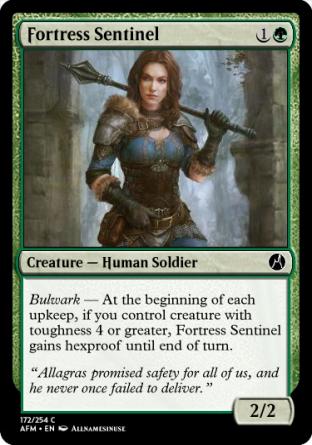 Fortress Sentinel 1
Creature — Human Soldier
Bulwark — At the beginning of each
upkeep, if you control creature with
toughness 4 or greater, Fortress Sentinel
gains hexproof until end of turn.
“Allagras promised safety for all of us, and
he never once failed to deliver.”
2/2
172/254 C
AFM • EN ALLNAMESINUSE